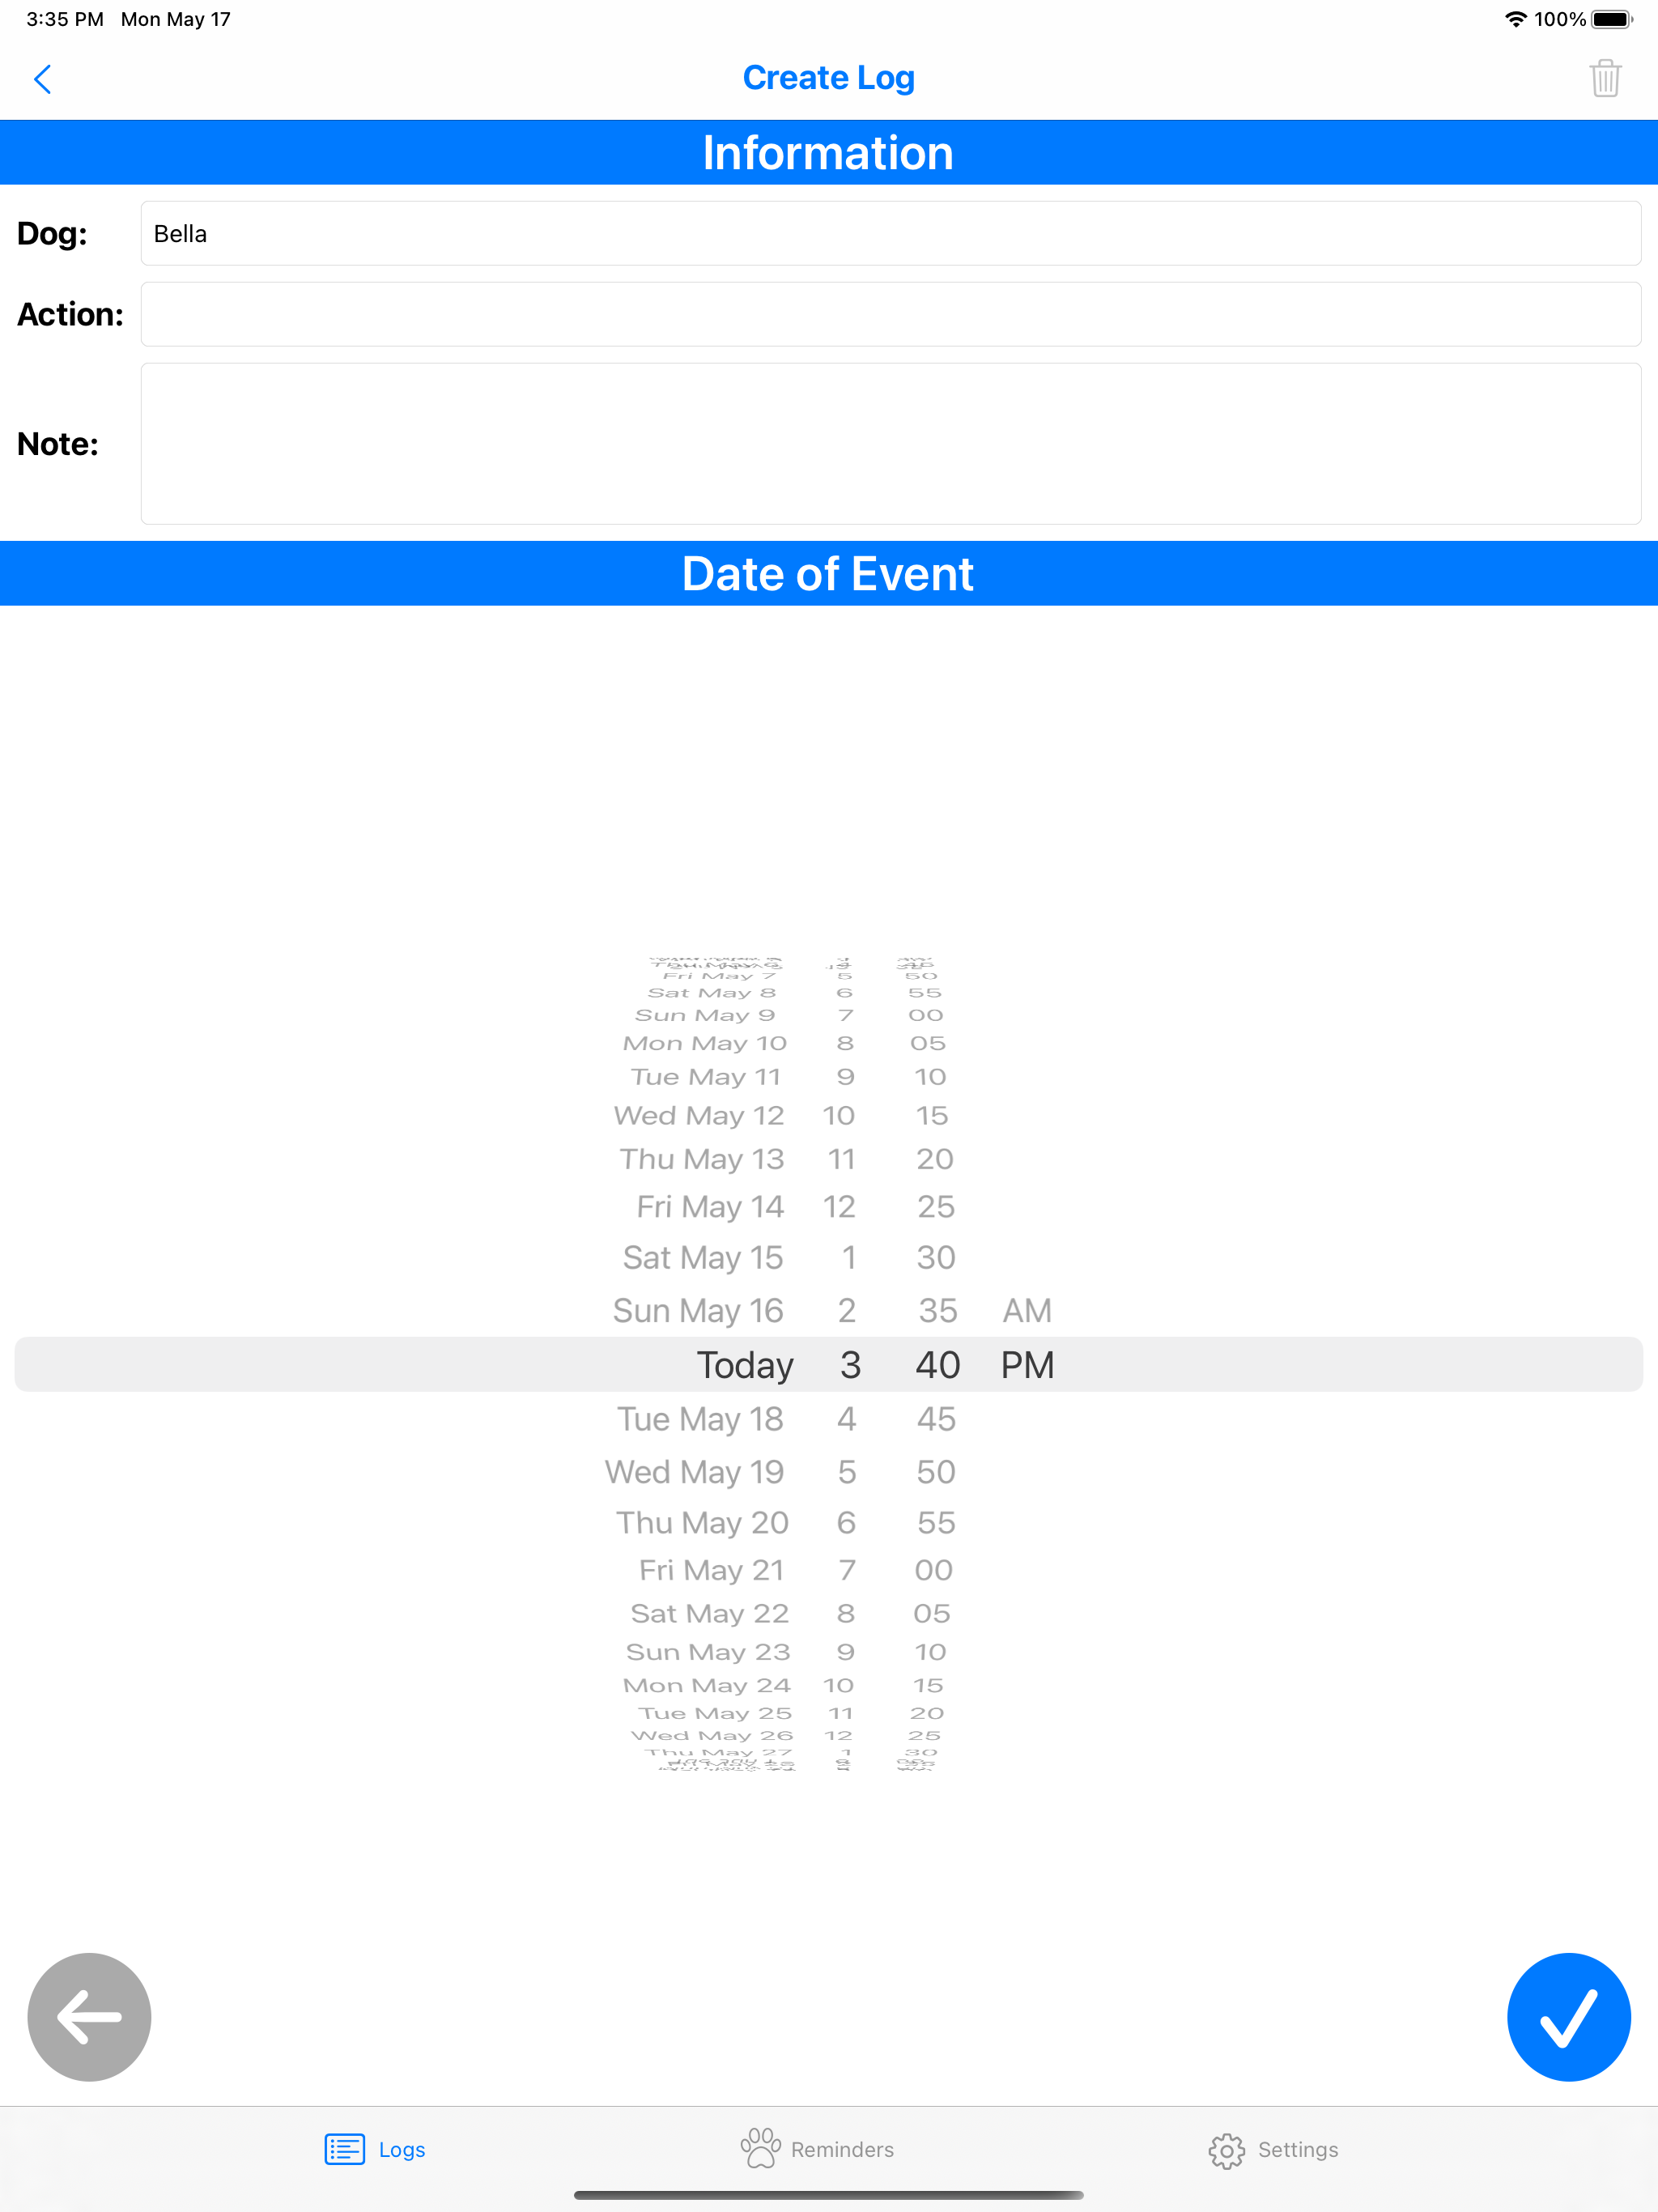 3:35 PM Mon May 17 100%
Create Log
Information
Dog: Bella
Action:
Note:
Date of Event
Fri May 7 5 50
Sat May 8 6 55
Sun May 9 7 00
Mon May 10 8 05
Tue May 11 9 10
Wed May 12 10 15
Thu May 13 11 20
Fri May 14 12 25
Sat May 15 1 30
Sun May 16 2 35 AM
Today 3 40 PM
Tue May 18 4 45
Wed May 19 5 50
Thu May 20 6 55
Fri May 21 7 00
Sat May 22 8 05
Sun May 23 9 10
Mon May 24 10 15
Tue May 25 11 20
Wed May 26 12 25
Thu May 27 1 30
Logs Reminders Settings